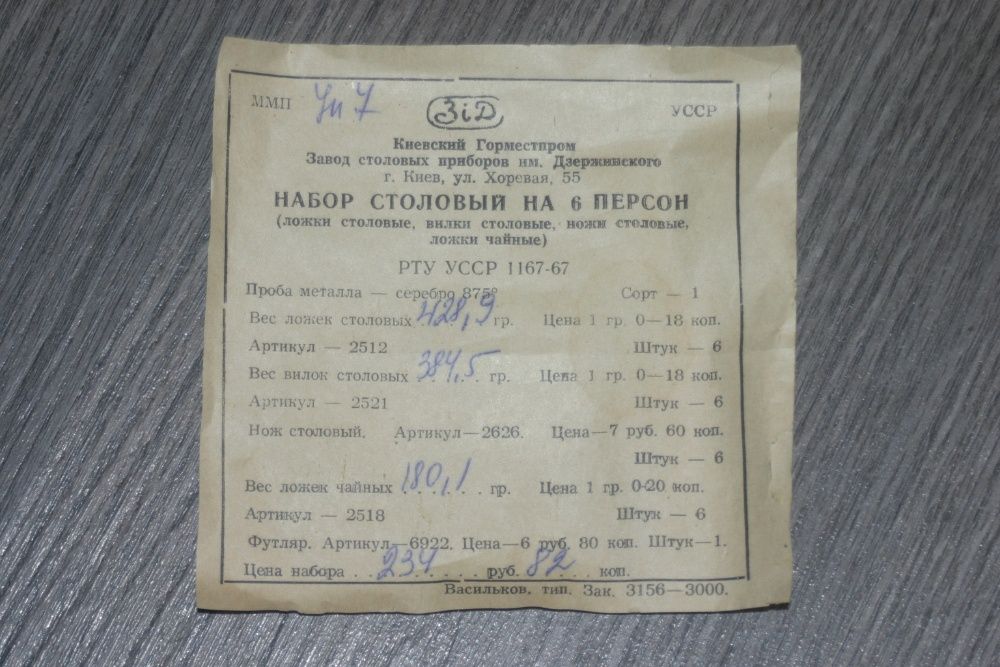 ММП Уп 7 ЗіД УССР
Киевский Горместпром
Завод столовых приборов им. Дзержинского
г. Киев, ул. Хоревая, 55
НАБОР СТОЛОВЫЙ НА 6 ПЕРСОН
(ложки столовые, вилки столовые, ножи столовые,
ложки чайные)
РТУ УССР 1167-67
Проба металла — серебро 875° Сорт — 1
Вес ложек столовых 428,9 гр. Цена 1 гр. 0—18 коп.
Артикул — 2512 Штук — 6
Вес вилок столовых 384,5 гр. Цена 1 гр. 0—18 коп.
Артикул — 2521 Штук — 6
Нож столовый. Артикул—2626. Цена—7 руб. 60 коп.
Штук — 6
Вес ложек чайных 180,1 гр. Цена 1 гр. 0-20 коп.
Артикул — 2518 Штук — 6
Футляр. Артикул—6922. Цена—6 руб. 80 коп. Штук—1.
Цена набора 234 руб. 82 коп.
Васильков. тип. Зак. 3156—3000.